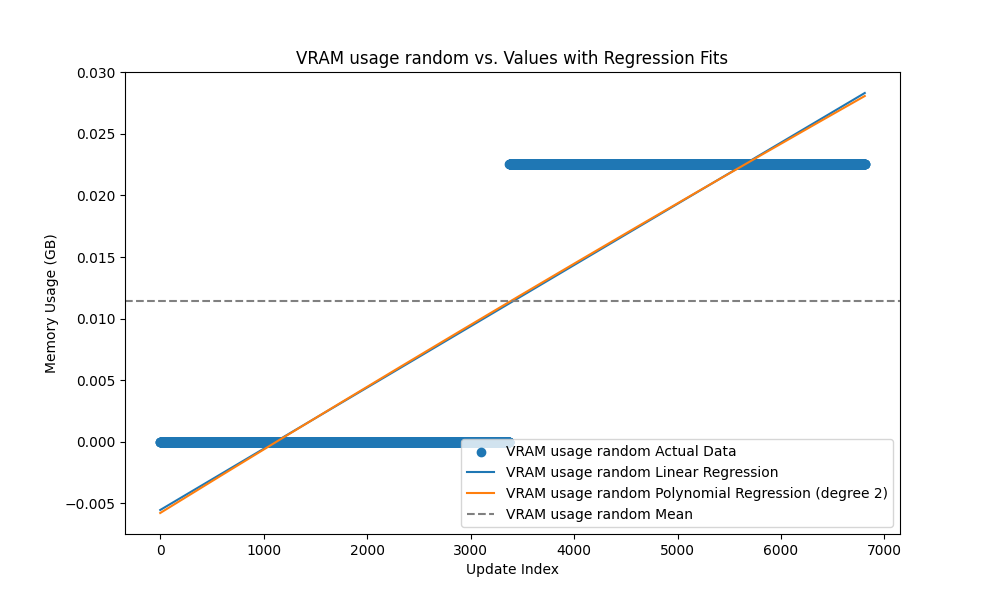 VRAM usage random vs. Values with Regression Fits
Memory Usage (GB)
0.030
0.025
0.020
0.015
0.010
0.005
0.000
−0.005
VRAM usage random Actual Data
VRAM usage random Linear Regression
VRAM usage random Polynomial Regression (degree 2)
VRAM usage random Mean
0 1000 2000 3000 4000 5000 6000 7000
Update Index